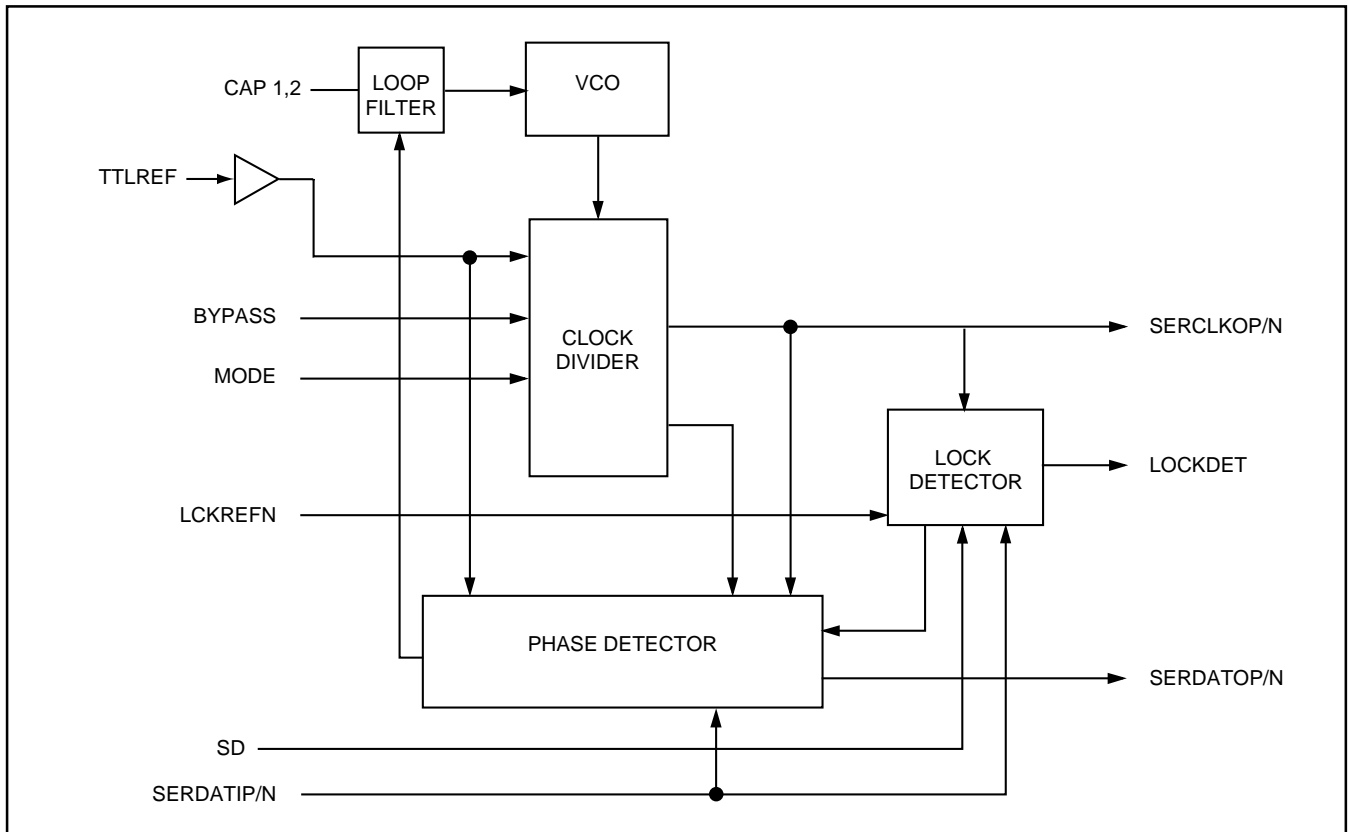 CAP 1,2
LOOP
FILTER
VCO
TTLREF
BYPASS
MODE
CLOCK
DIVIDER
SERCLKOP/N
LOCK
DETECTOR
LOCKDET
LCKREFN
PHASE DETECTOR
SERDATOP/N
SD
SERDATIP/N